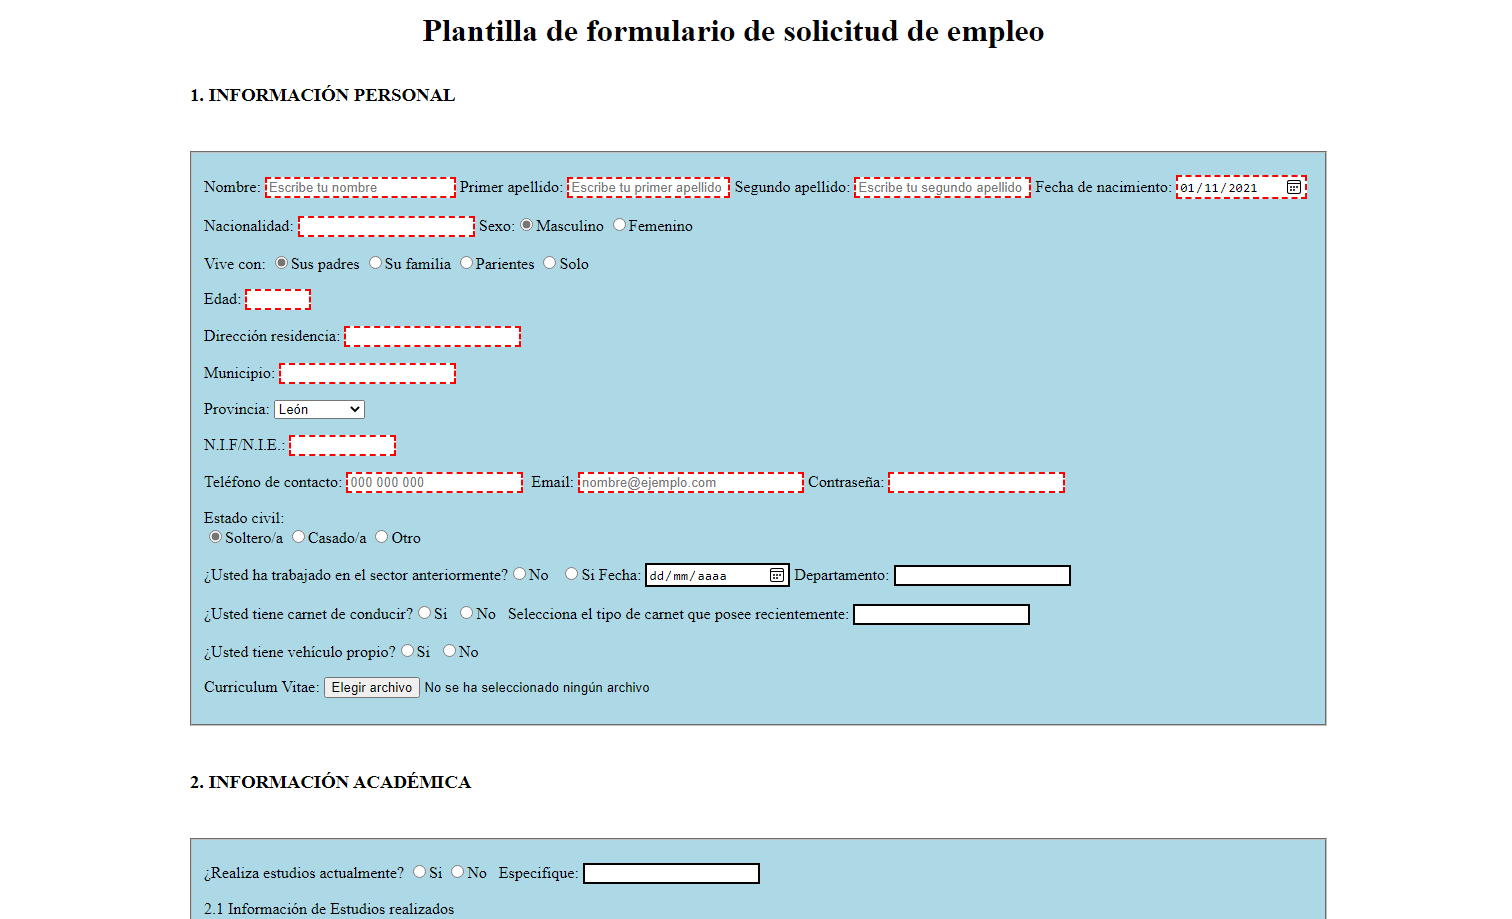 Plantilla de formulario de solicitud de empleo
1. INFORMACIÓN PERSONAL
Nombre: Escribe tu nombre Primer apellido: Escribe tu primer apellido Segundo apellido: Escribe tu segundo apellido Fecha de nacimiento: 01/11/2021
Nacionalidad: Sexo: Masculino Femenino
Vive con: Sus padres Su familia Parientes Solo
Edad:
Dirección residencia:
Municipio:
Provincia: León
N.I.F/N.I.E.:
Teléfono de contacto: 000 000 000 Email: nombre@ejemplo.com Contraseña:
Estado civil:
Soltero/a Casado/a Otro
¿Usted ha trabajado en el sector anteriormente? No Si Fecha: dd/mm/aaaa Departamento:
¿Usted tiene carnet de conducir? Si No Selecciona el tipo de carnet que posee recientemente:
¿Usted tiene vehículo propio? Si No
Curriculum Vitae: Elegir archivo No se ha seleccionado ningún archivo
2. INFORMACIÓN ACADÉMICA
¿Realiza estudios actualmente? Si No Especifique:
2.1 Información de Estudios realizados